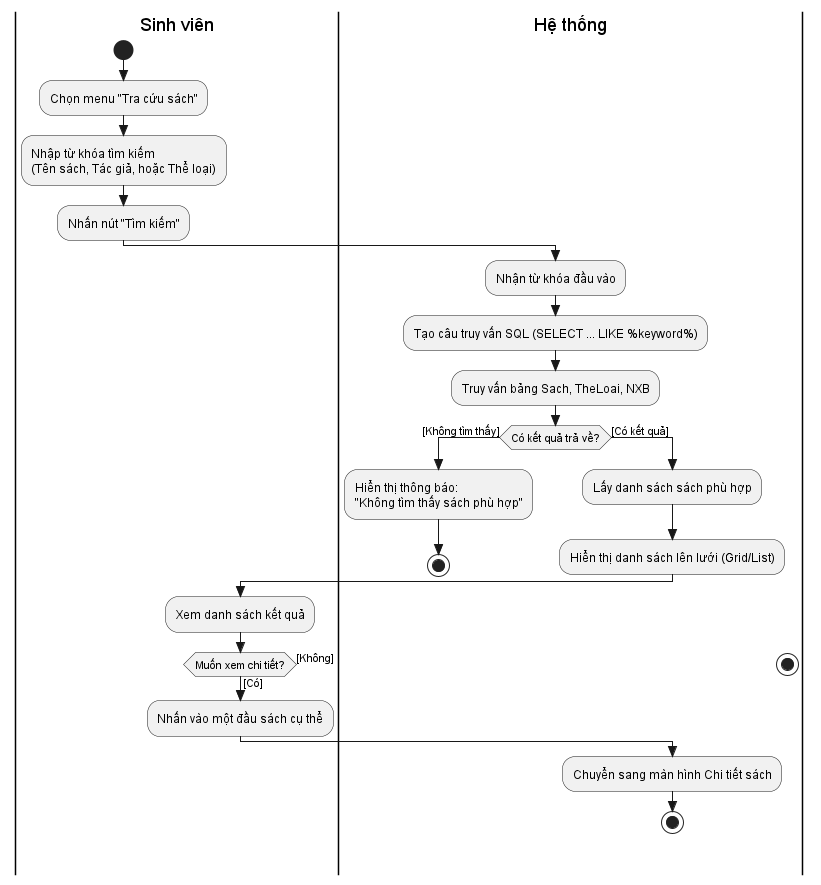 Sinh viên
Hệ thống
Chọn menu "Tra cứu sách"
Nhập từ khóa tìm kiếm
(Tên sách, Tác giả, hoặc Thể loại)
Nhấn nút "Tìm kiếm"
Nhận từ khóa đầu vào
Tạo câu truy vấn SQL (SELECT ... LIKE %keyword%)
Truy vấn bảng Sach, TheLoai, NXB
[Không tìm thấy]
Có kết quả trả về?
[Có kết quả]
Hiển thị thông báo:
"Không tìm thấy sách phù hợp"
Lấy danh sách sách phù hợp
Hiển thị danh sách lên lưới (Grid/List)
Xem danh sách kết quả
Muốn xem chi tiết?
[Không]
[Có]
Nhấn vào một đầu sách cụ thể
Chuyển sang màn hình Chi tiết sách